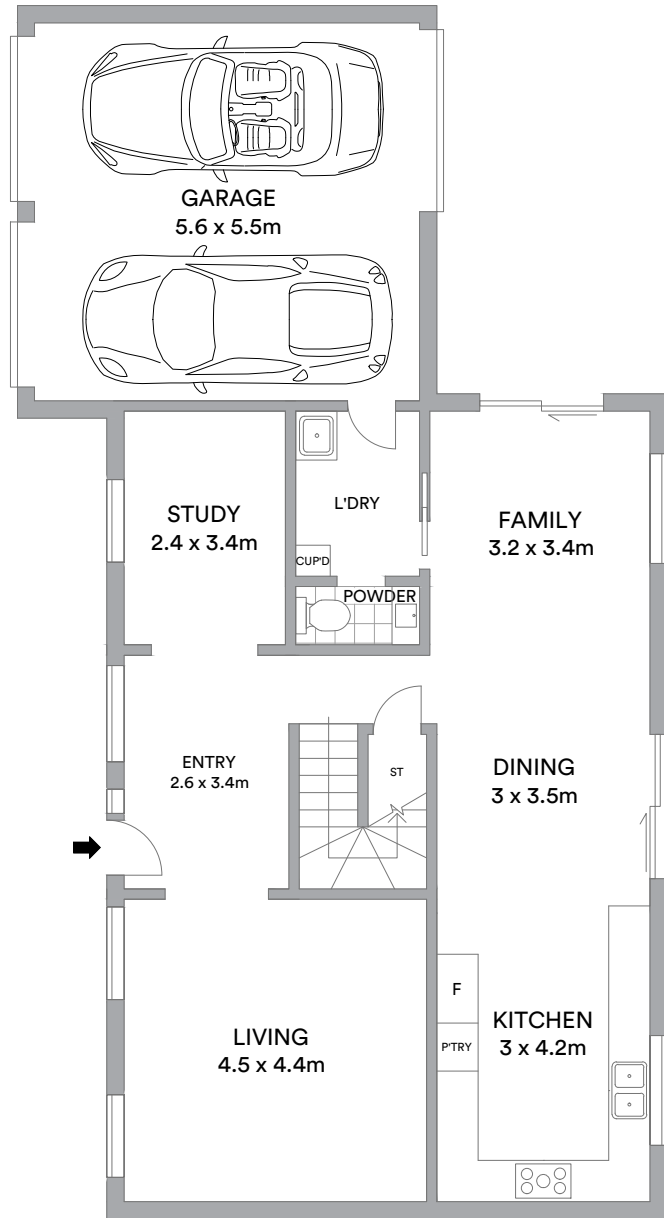 GARAGE
5.6 x 5.5m
STUDY
2.4 x 3.4m
L'DRY
CUP'D
POWDER
FAMILY
3.2 x 3.4m
ENTRY
2.6 x 3.4m
ST
DINING
3 x 3.5m
LIVING
4.5 x 4.4m
F
P'TRY
KITCHEN
3 x 4.2m